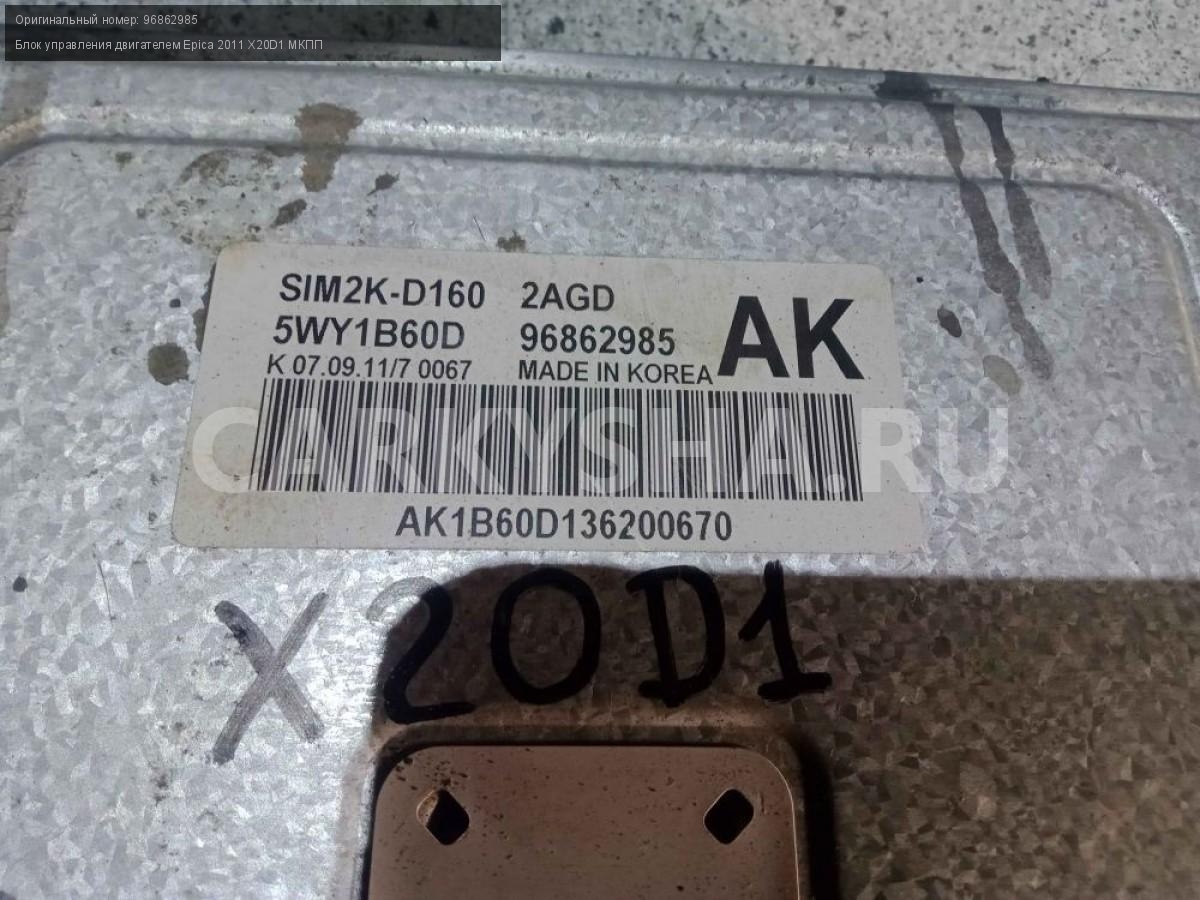 Оригинальный номер: 96862985
Блок управления двигателем Epica 2011 X20D1 МКПП
SIM2K-D160 2AGD
5WY1B60D 96862985
AK
K 07.09.11/7 0067 MADE IN KOREA
CARKYSHA.RU
AK1B60D136200670
X20D1